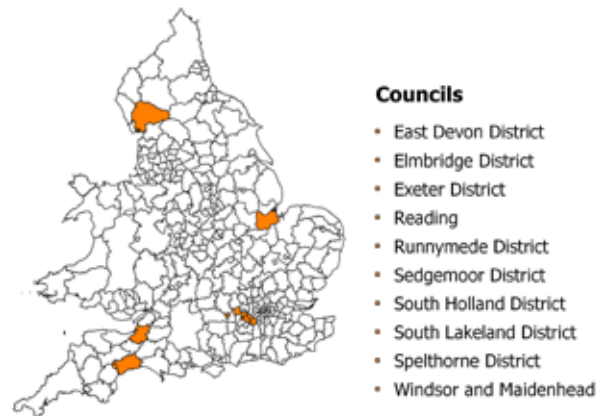 Councils
• East Devon District
• Elmbridge District
• Exeter District
• Reading
• Runnymede District
• Sedgemoor District
• South Holland District
• South Lakeland District
• Spelthorne District
• Windsor and Maidenhead